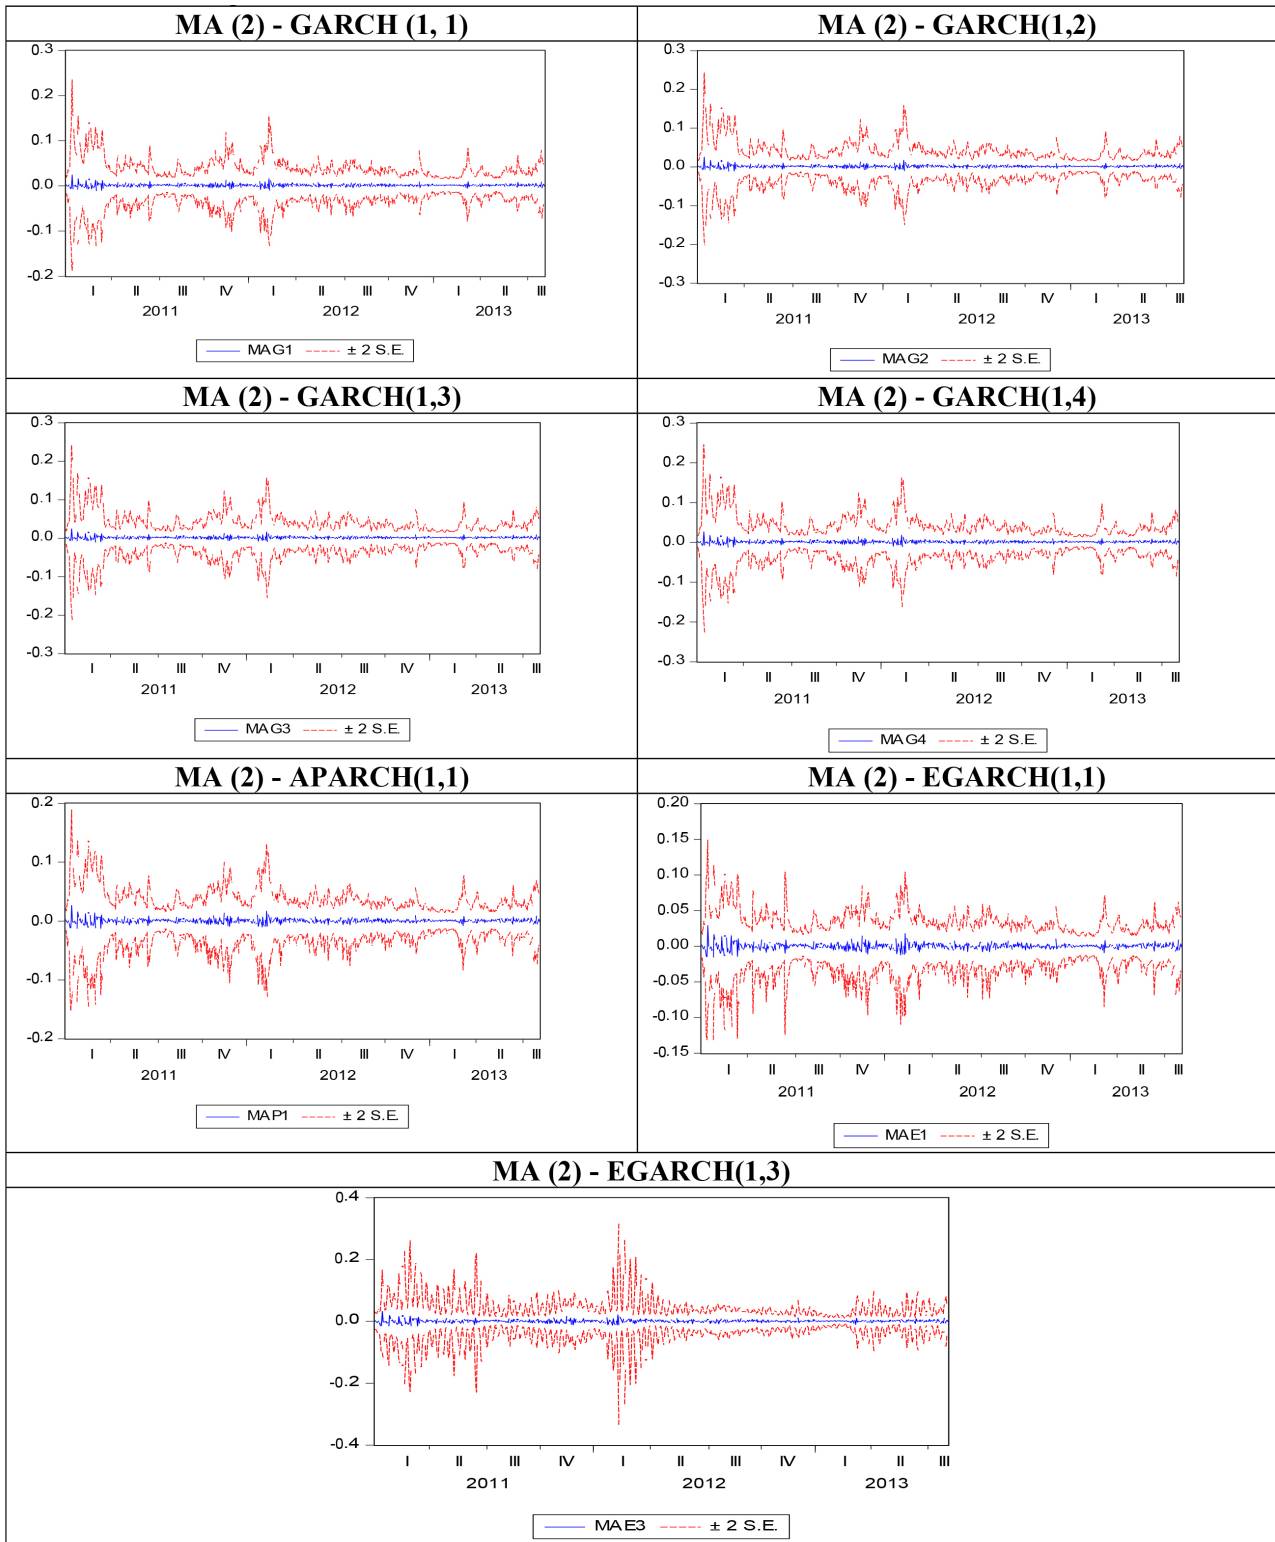 MA (2) - GARCH (1, 1)
0.3
0.2
0.1
0.0
-0.1
-0.2
I II III IV I II III IV I II III
2011 2012 2013
MAG1 ± 2 S.E.
MA (2) - GARCH(1,2)
0.3
0.2
0.1
0.0
-0.1
-0.2
-0.3
I II III IV I II III IV I II III
2011 2012 2013
MAG2 ± 2 S.E.
MA (2) - GARCH(1,3)
0.3
0.2
0.1
0.0
-0.1
-0.2
-0.3
I II III IV I II III IV I II III
2011 2012 2013
MAG3 ± 2 S.E.
MA (2) - GARCH(1,4)
0.3
0.2
0.1
0.0
-0.1
-0.2
-0.3
I II III IV I II III IV I II III
2011 2012 2013
MAG4 ± 2 S.E.
MA (2) - APARCH(1,1)
0.2
0.1
0.0
-0.1
-0.2
I II III IV I II III IV I II III
2011 2012 2013
MAP1 ± 2 S.E.
MA (2) - EGARCH(1,1)
0.20
0.15
0.10
0.05
0.00
-0.05
-0.10
-0.15
I II III IV I II III IV I II III
2011 2012 2013
MAE1 ± 2 S.E.
MA (2) - EGARCH(1,3)
0.4
0.2
0.0
-0.2
-0.4
I II III IV I II III IV I II III
2011 2012 2013
MAE3 ± 2 S.E.